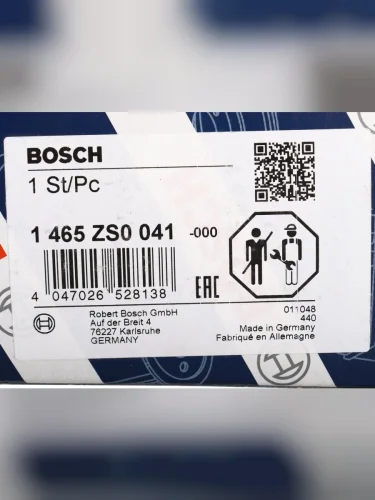 BOSCH
1 St/Pc
1 465 ZS0 041 -000
4 047026 528138
EAC
Robert Bosch GmbH
Auf der Breit 4
76227 Karlsruhe
GERMANY
011048
440
Made in Germany
Fabriqué en Allemagne